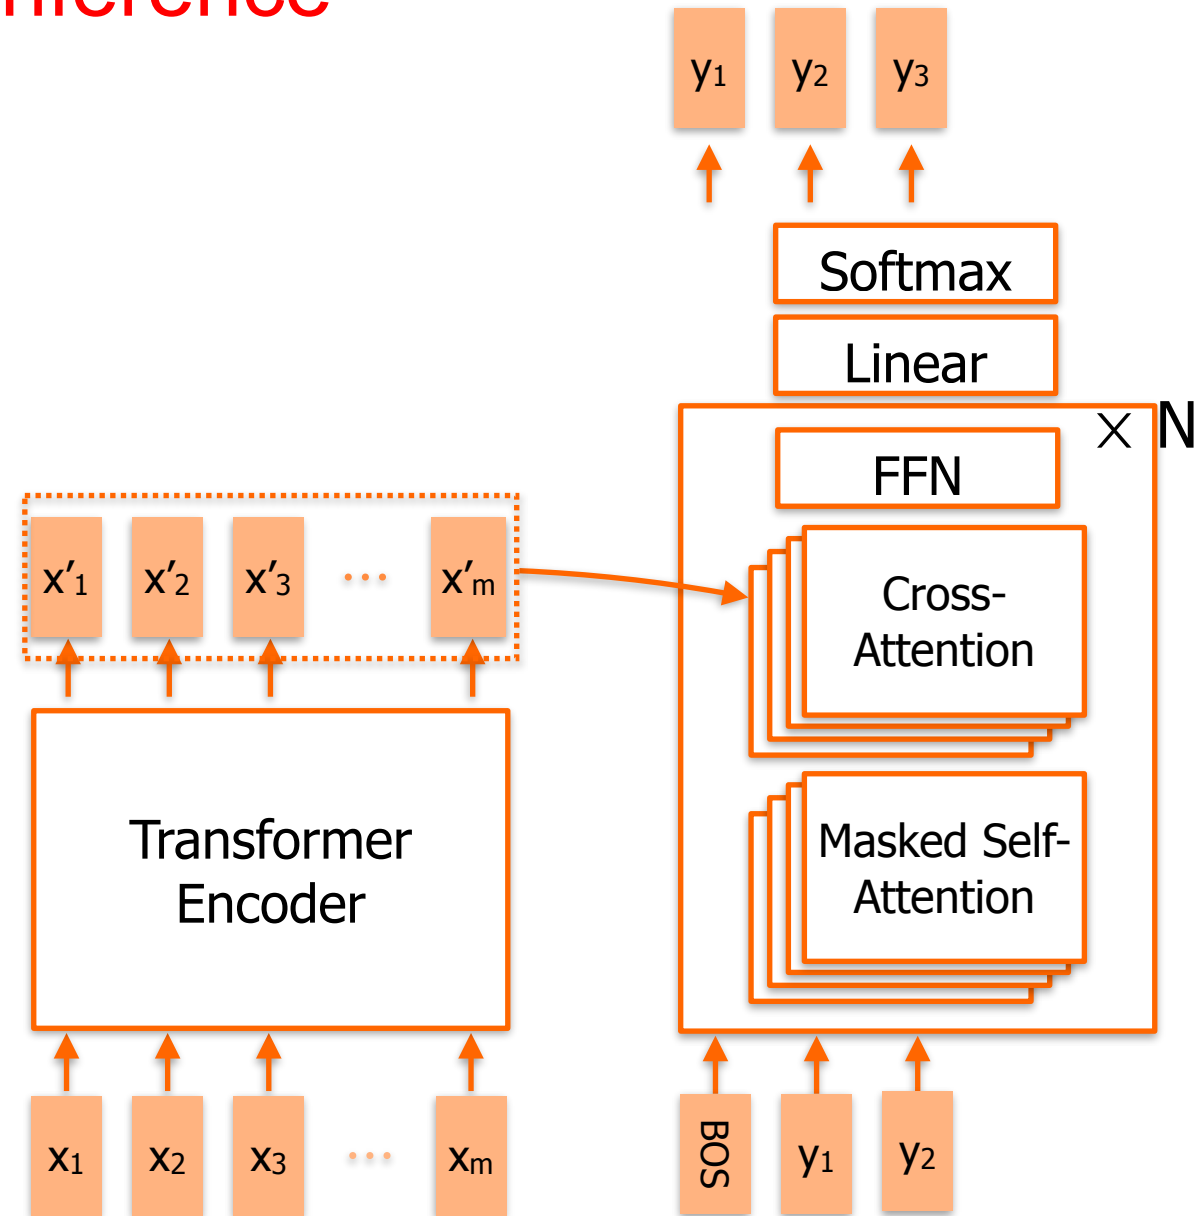 nference
y1 y2 y3
Softmax
Linear
× N
FFN
x′1 x′2 x′3 ... x′m
Cross-
Attention
Transformer
Encoder
Masked Self-
Attention
x1 x2 x3 ... xm
BOS y1 y2